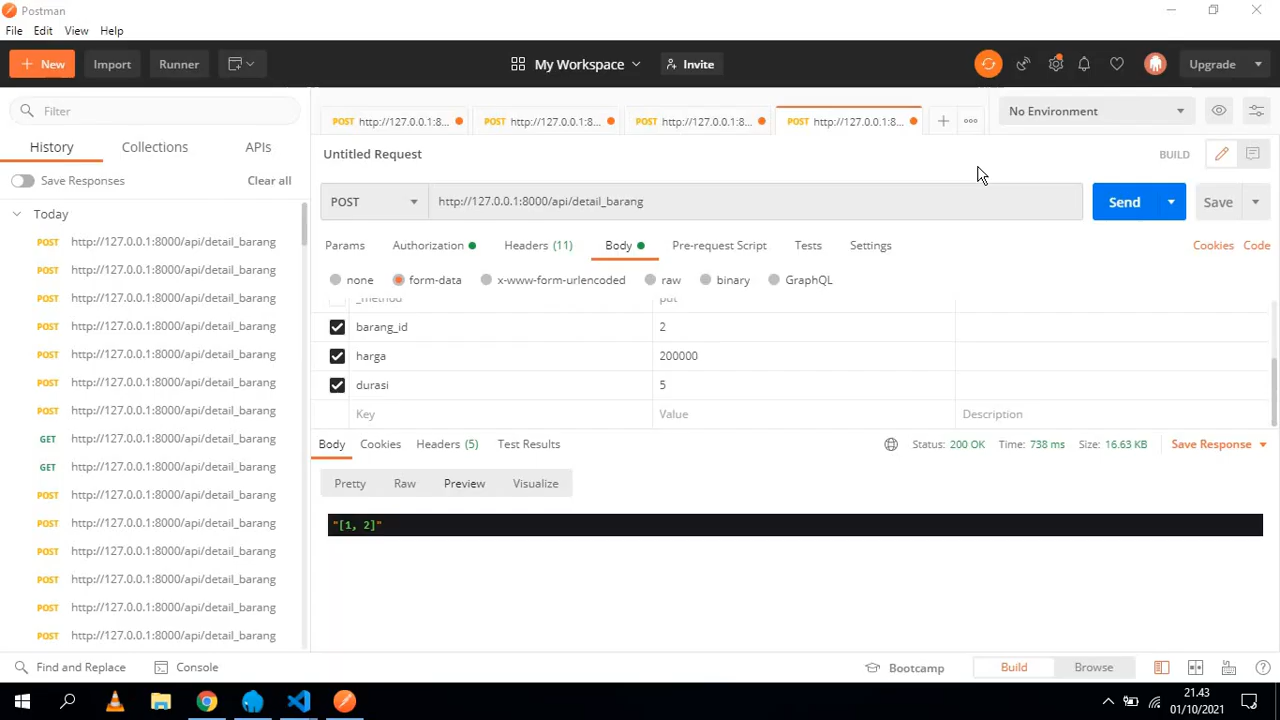 Postman
File Edit View Help
New Import Runner My Workspace Invite Upgrade
Filter
History Collections APIs
Save Responses Clear all
Today
POST http://127.0.0.1:8000/api/detail_barang
POST http://127.0.0.1:8000/api/detail_barang
POST http://127.0.0.1:8000/api/detail_barang
POST http://127.0.0.1:8000/api/detail_barang
POST http://127.0.0.1:8000/api/detail_barang
POST http://127.0.0.1:8000/api/detail_barang
POST http://127.0.0.1:8000/api/detail_barang
GET http://127.0.0.1:8000/api/detail_barang
GET http://127.0.0.1:8000/api/detail_barang
POST http://127.0.0.1:8000/api/detail_barang
POST http://127.0.0.1:8000/api/detail_barang
POST http://127.0.0.1:8000/api/detail_barang
POST http://127.0.0.1:8000/api/detail_barang
POST http://127.0.0.1:8000/api/detail_barang
POST http://127.0.0.1:8000/api/detail_barang
POST http://127.0.0.1:8... POST http://127.0.0.1:8... POST http://127.0.0.1:8... POST http://127.0.0.1:8... No Environment
Untitled Request BUILD
POST http://127.0.0.1:8000/api/detail_barang Send Save
Params Authorization Headers (11) Body Pre-request Script Tests Settings Cookies Code
none form-data x-www-form-urlencoded raw binary GraphQL
_method put
barang_id 2
harga 200000
durasi 5
Key Value Description
Body Cookies Headers (5) Test Results Status: 200 OK Time: 738 ms Size: 16.63 KB Save Response
Pretty Raw Preview Visualize
"[1, 2]"
Find and Replace Console Bootcamp Build Browse
21.43
01/10/2021